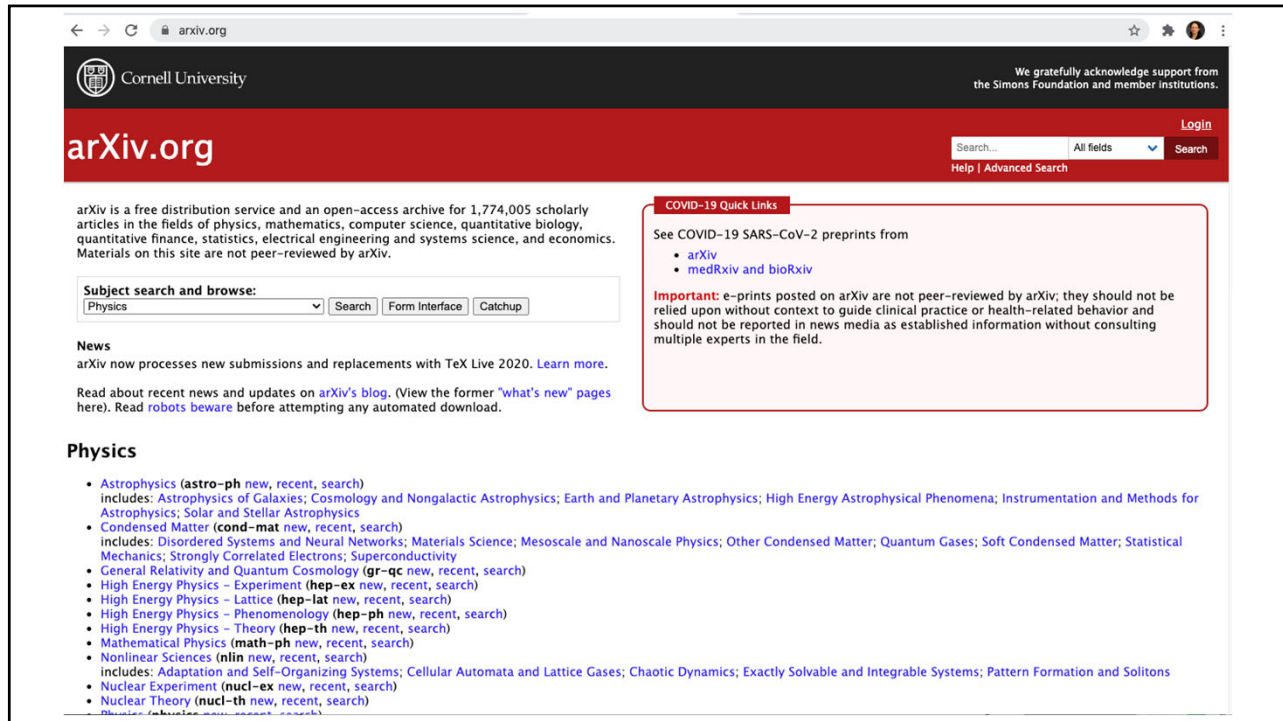 arxiv.org
Cornell University
We gratefully acknowledge support from
the Simons Foundation and member institutions.
Login
arXiv.org
Search...
All fields
Search
Help | Advanced Search
arXiv is a free distribution service and an open-access archive for 1,774,005 scholarly
articles in the fields of physics, mathematics, computer science, quantitative biology,
quantitative finance, statistics, electrical engineering and systems science, and economics.
Materials on this site are not peer-reviewed by arXiv.
Subject search and browse:
Physics
Search
Form Interface
Catchup
News
arXiv now processes new submissions and replacements with TeX Live 2020. Learn more.
Read about recent news and updates on arXiv's blog. (View the former "what's new" pages
here). Read robots beware before attempting any automated download.
COVID-19 Quick Links
See COVID-19 SARS-CoV-2 preprints from
• arXiv
• medRxiv and bioRxiv
Important: e-prints posted on arXiv are not peer-reviewed by arXiv; they should not be
relied upon without context to guide clinical practice or health-related behavior and
should not be reported in news media as established information without consulting
multiple experts in the field.
Physics
• Astrophysics (astro-ph new, recent, search)
includes: Astrophysics of Galaxies; Cosmology and Nongalactic Astrophysics; Earth and Planetary Astrophysics; High Energy Astrophysical Phenomena; Instrumentation and Methods for
Astrophysics; Solar and Stellar Astrophysics
• Condensed Matter (cond-mat new, recent, search)
includes: Disordered Systems and Neural Networks; Materials Science; Mesoscale and Nanoscale Physics; Other Condensed Matter; Quantum Gases; Soft Condensed Matter; Statistical
Mechanics; Strongly Correlated Electrons; Superconductivity
• General Relativity and Quantum Cosmology (gr-qc new, recent, search)
• High Energy Physics – Experiment (hep-ex new, recent, search)
• High Energy Physics – Lattice (hep-lat new, recent, search)
• High Energy Physics – Phenomenology (hep-ph new, recent, search)
• High Energy Physics – Theory (hep-th new, recent, search)
• Mathematical Physics (math-ph new, recent, search)
• Nonlinear Sciences (nlin new, recent, search)
includes: Adaptation and Self-Organizing Systems; Cellular Automata and Lattice Gases; Chaotic Dynamics; Exactly Solvable and Integrable Systems; Pattern Formation and Solitons
• Nuclear Experiment (nucl-ex new, recent, search)
• Nuclear Theory (nucl-th new, recent, search)
• Physics (physics new, recent, search)